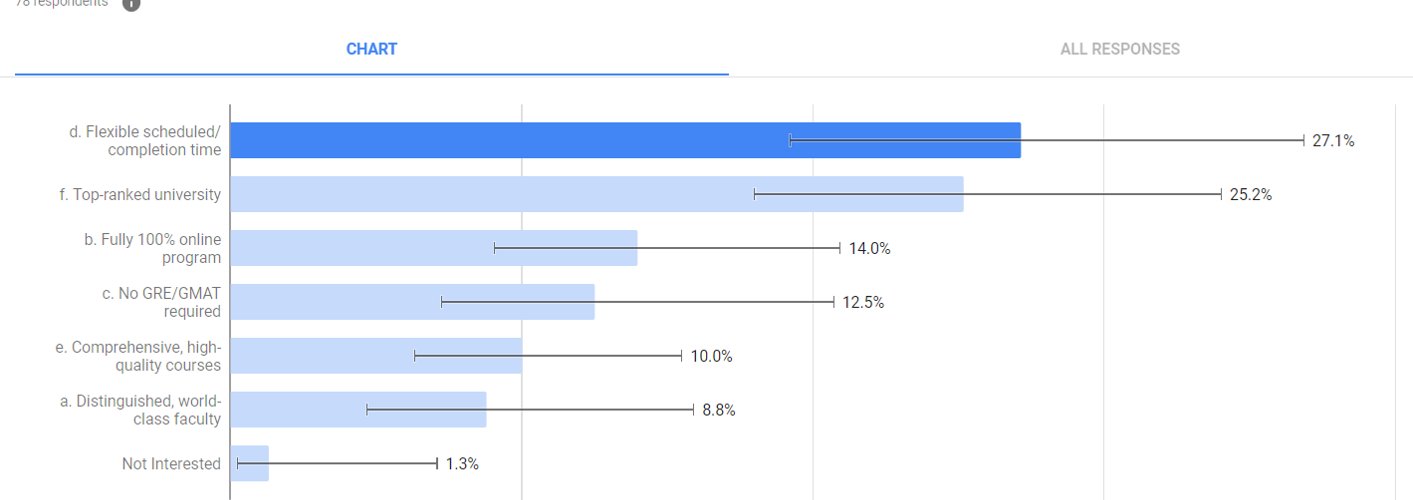 78 respondents
CHART
ALL RESPONSES
d. Flexible scheduled/
completion time
27.1%
f. Top-ranked university
25.2%
b. Fully 100% online
program
14.0%
c. No GRE/GMAT
required
12.5%
e. Comprehensive, high-
quality courses
10.0%
a. Distinguished, world-
class faculty
8.8%
Not Interested
1.3%